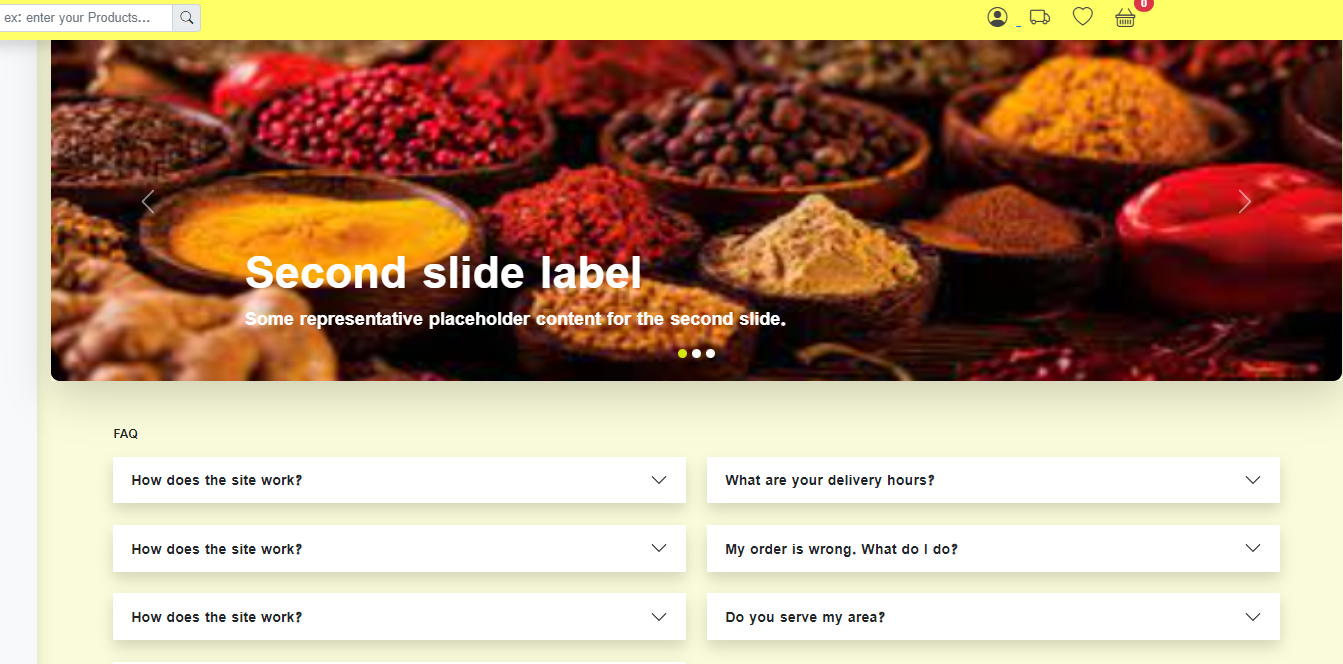 ex: enter your Products...
0
Second slide label
Some representative placeholder content for the second slide.
FAQ
How does the site work?
What are your delivery hours?
How does the site work?
My order is wrong. What do I do?
How does the site work?
Do you serve my area?